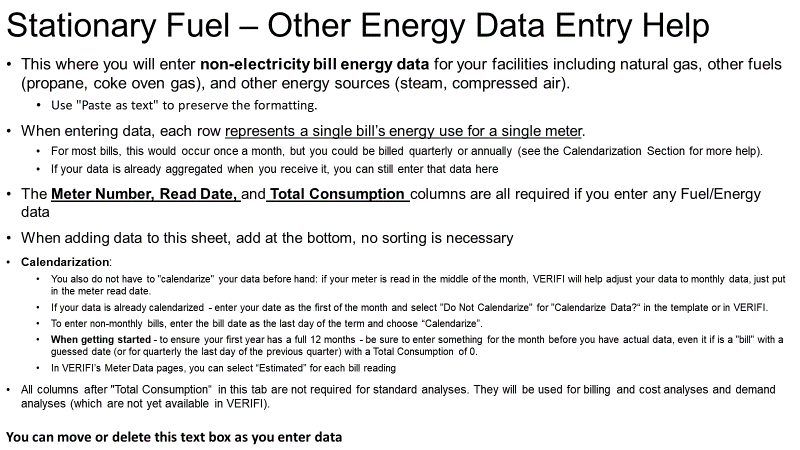 Stationary Fuel – Other Energy Data Entry Help
• This where you will enter non-electricity bill energy data for your facilities including natural gas, other fuels
(propane, coke oven gas), and other energy sources (steam, compressed air).
• Use "Paste as text" to preserve the formatting.
• When entering data, each row represents a single bill's energy use for a single meter.
• For most bills, this would occur once a month, but you could be billed quarterly or annually (see the Calendarization Section for more help).
• If your data is already aggregated when you receive it, you can still enter that data here
• The Meter Number, Read Date, and Total Consumption columns are all required if you enter any Fuel/Energy
data
• When adding data to this sheet, add at the bottom, no sorting is necessary
• Calendarization:
• You also do not have to "calendarize" your data before hand: if your meter is read in the middle of the month, VERIFI will help adjust your data to monthly data, just put
in the meter read date.
• If your data is already calendarized - enter your date as the first of the month and select "Do Not Calendarize" for "Calendarize Data?" in the template or in VERIFI.
• To enter non-monthly bills, enter the bill date as the last day of the term and choose "Calendarize".
• When getting started - to ensure your first year has a full 12 months - be sure to enter something for the month before you have actual data, even it if is a "bill" with a
guessed date (or for quarterly the last day of the previous quarter) with a Total Consumption of 0.
• In VERIFI's Meter Data pages, you can select "Estimated" for each bill reading
• All columns after "Total Consumption" in this tab are not required for standard analyses. They will be used for billing and cost analyses and demand
analyses (which are not yet available in VERIFI).
You can move or delete this text box as you enter data